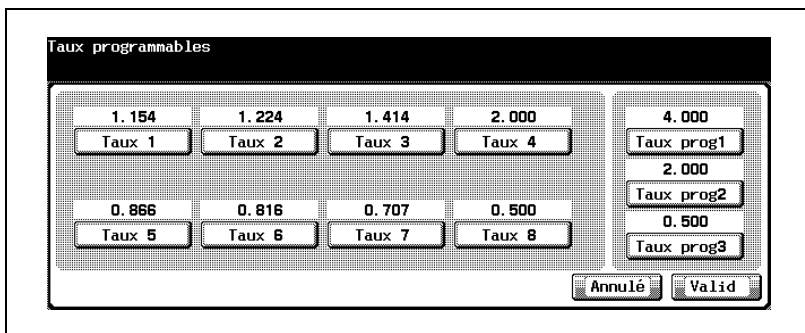 Taux programmables
1.154 1.224 1.414 2.000 4.000
Taux 1 Taux 2 Taux 3 Taux 4 Taux prog1
2.000
Taux prog2
0.866 0.816 0.707 0.500 0.500
Taux 5 Taux 6 Taux 7 Taux 8 Taux prog3
Annulé Valid